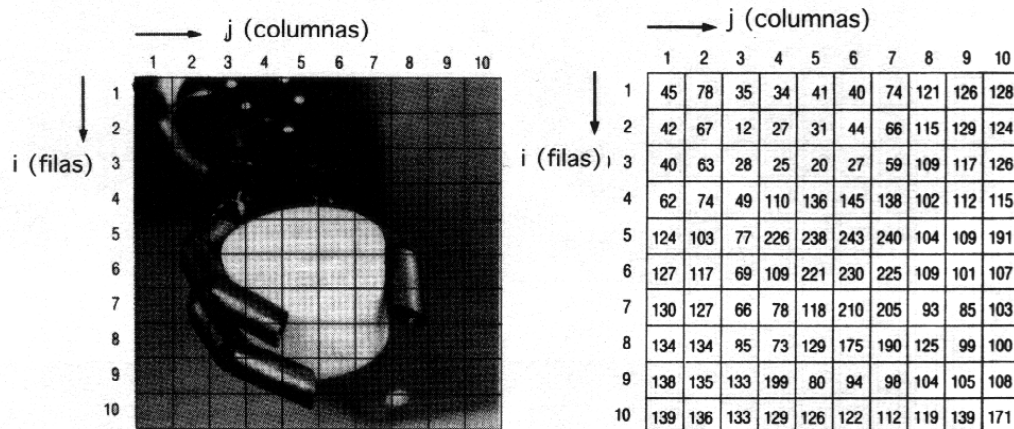 j (columnas)
1 2 3 4 5 6 7 8 9 10
i (filas)
1
2
3
4
5
6
7
8
9
10
j (columnas)
1 2 3 4 5 6 7 8 9 10
i (filas)
1 45 78 35 34 41 40 74 121 126 128
2 42 67 12 27 31 44 66 115 129 124
3 40 63 28 25 20 27 59 109 117 126
4 62 74 49 110 136 145 138 102 112 115
5 124 103 77 226 238 243 240 104 109 191
6 127 117 69 109 221 230 225 109 101 107
7 130 127 66 78 118 210 205 93 85 103
8 134 134 85 73 129 175 190 125 99 100
9 138 135 133 199 80 94 98 104 105 108
10 139 136 133 129 126 122 112 119 139 171